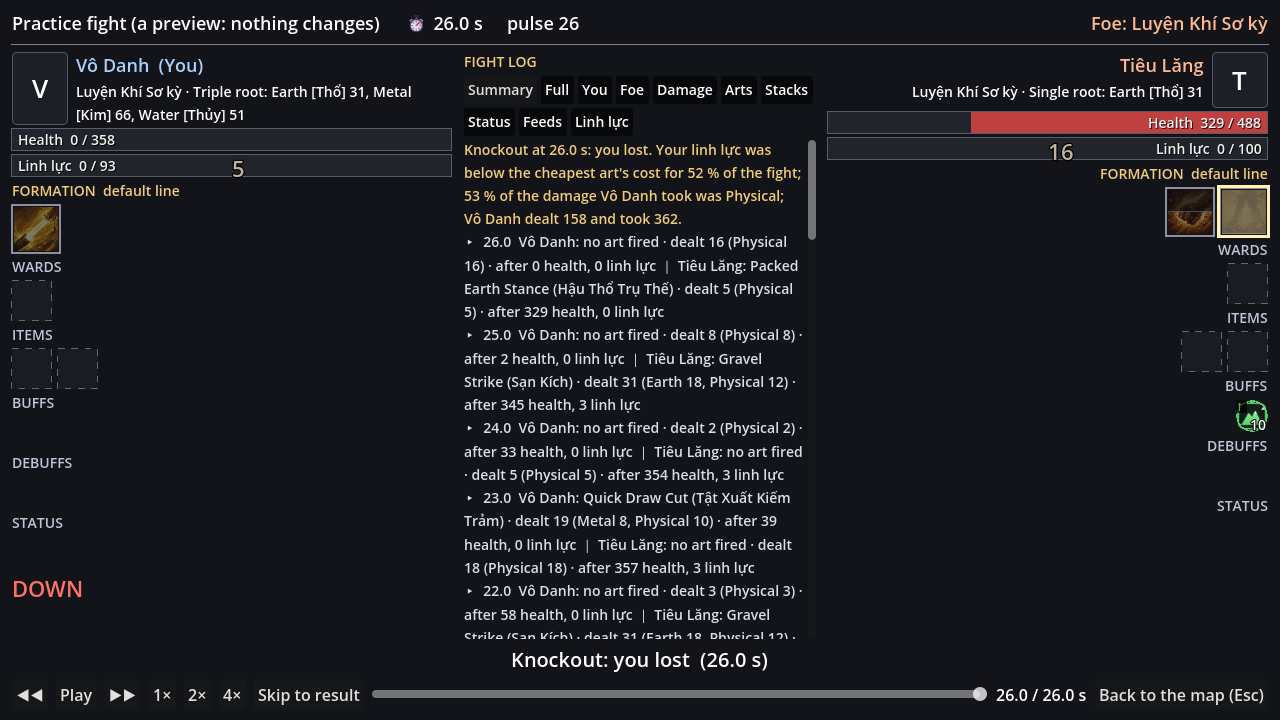 Practice fight (a preview: nothing changes)
26.0 s
pulse 26
Foe: Luyện Khí Sơ kỳ
V
Vô Danh (You)
Luyện Khí Sơ kỳ · Triple root: Earth [Thổ] 31, Metal
[Kim] 66, Water [Thủy] 51
Health 0 / 358
Linh lực 0 / 93
5
FORMATION default line
WARDS
ITEMS
BUFFS
DEBUFFS
STATUS
DOWN
FIGHT LOG
Summary Full You Foe Damage Arts Stacks
Status Feeds Linh lực
Knockout at 26.0 s: you lost. Your linh lực was
below the cheapest art's cost for 52 % of the fight;
53 % of the damage Vô Danh took was Physical;
Vô Danh dealt 158 and took 362.
‣ 26.0 Vô Danh: no art fired · dealt 16 (Physical
16) · after 0 health, 0 linh lực | Tiêu Lăng: Packed
Earth Stance (Hậu Thổ Trụ Thế) · dealt 5 (Physical
5) · after 329 health, 0 linh lực
‣ 25.0 Vô Danh: no art fired · dealt 8 (Physical 8) ·
after 2 health, 0 linh lực | Tiêu Lăng: Gravel
Strike (Sạn Kích) · dealt 31 (Earth 18, Physical 12) ·
after 345 health, 3 linh lực
‣ 24.0 Vô Danh: no art fired · dealt 2 (Physical 2) ·
after 33 health, 0 linh lực | Tiêu Lăng: no art fired
· dealt 5 (Physical 5) · after 354 health, 3 linh lực
‣ 23.0 Vô Danh: Quick Draw Cut (Tật Xuất Kiếm
Trảm) · dealt 19 (Metal 8, Physical 10) · after 39
health, 0 linh lực | Tiêu Lăng: no art fired · dealt
18 (Physical 18) · after 357 health, 3 linh lực
‣ 22.0 Vô Danh: no art fired · dealt 3 (Physical 3) ·
after 58 health, 0 linh lực | Tiêu Lăng: Gravel
Strike (Sạn Kích) · dealt 31 (Earth 18, Physical 12) ·
Tiêu Lăng
T
Luyện Khí Sơ kỳ · Single root: Earth [Thổ] 31
Health 329 / 488
16
Linh lực 0 / 100
FORMATION default line
WARDS
ITEMS
BUFFS
10
DEBUFFS
STATUS
Knockout: you lost (26.0 s)
◀◀ Play ▶▶ 1× 2× 4× Skip to result
26.0 / 26.0 s
Back to the map (Esc)